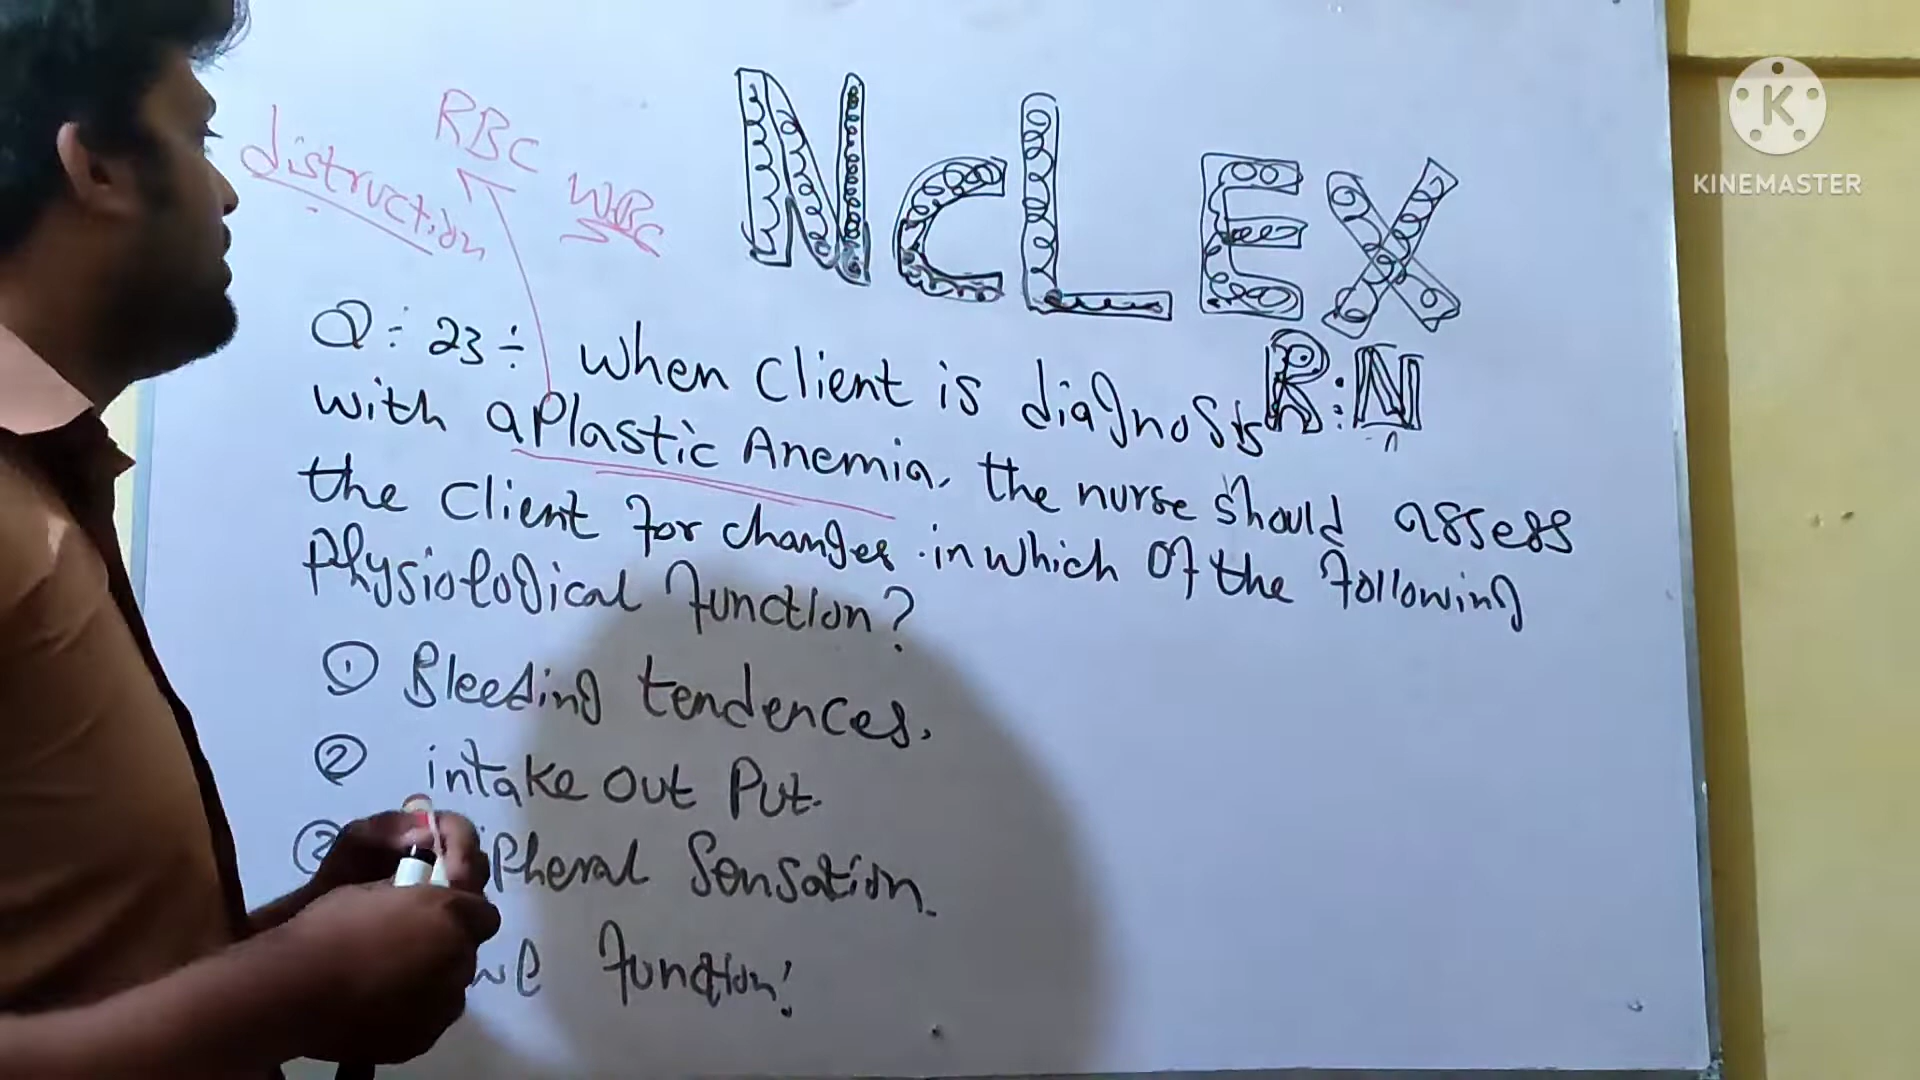 NCLEX
R:N
RBC
WBC
distruction
Q÷ 23÷ when Client is diagnosis
with aplastic Anemia, the nurse should assess
the Client for changes in which Of the following
Physiological function?
① Bleeding tendences.
② intake out Put.
Sensation.
function!
KINEMASTER